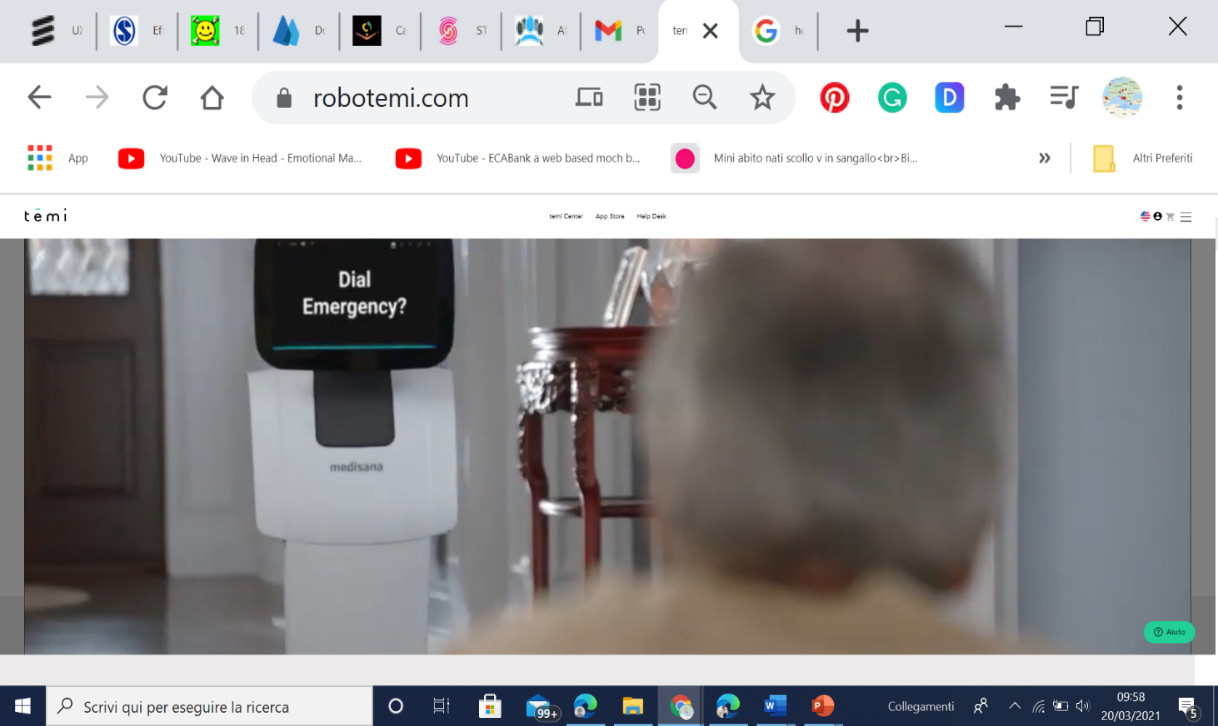 robotemi.com
App
YouTube - Wave in Head - Emotional Ma...
YouTube - ECABank a web based moch b...
Mini abito nati scollo v in sangallo<br>Bi...
»
Altri Preferiti
temi
temi Center
App Store
Help Desk
Dial
Emergency?
medisana
Aiuto
Scrivi qui per eseguire la ricerca
99+
Collegamenti
09:58
20/03/2021
5